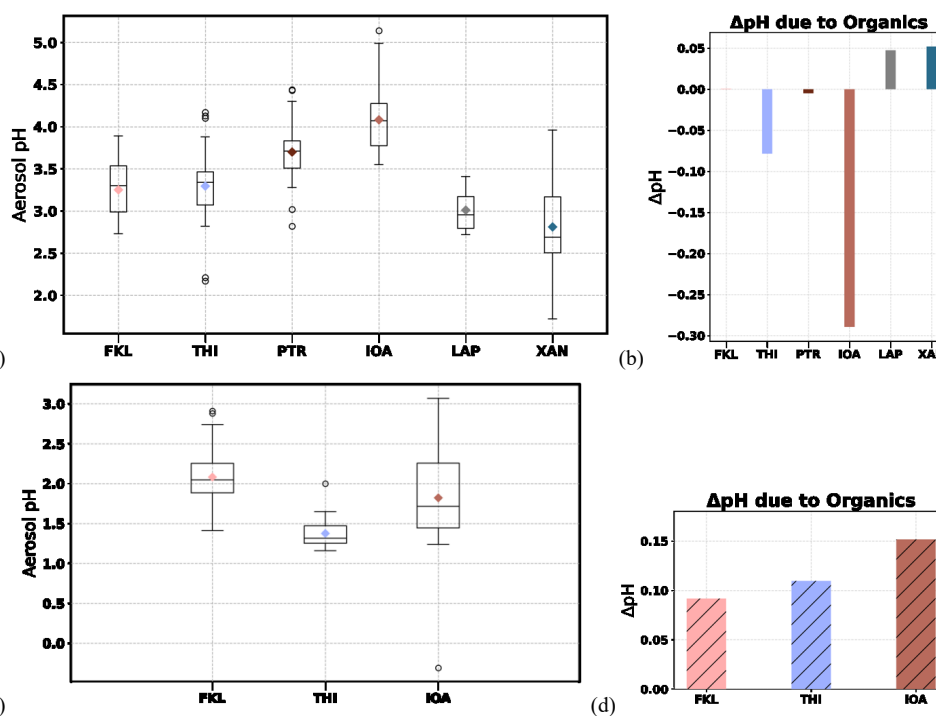 5.0
4.5
4.0
3.5
3.0
2.5
2.0
Aerosol pH
FKL THI PTR IOA LAP XAN
)
ΔpH due to Organics
0.05
0.00
−0.05
−0.10
−0.15
−0.20
−0.25
−0.30
ΔpH
FKL THI PTR IOA LAP XA
(b)
3.0
2.5
2.0
1.5
1.0
0.5
0.0
Aerosol pH
FKL THI IOA
)
ΔpH due to Organics
0.15
0.10
0.05
0.00
ΔpH
FKL THI IOA
(d)